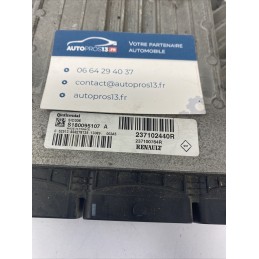 AUTOPROS13.FR
VOTRE PARTENAIRE
AUTOMOBILE
06 64 29 40 37
contact@autopros13.fr
autopros13.fr
Continental
S180095107 A
237102440R
237100764R
RENAULT